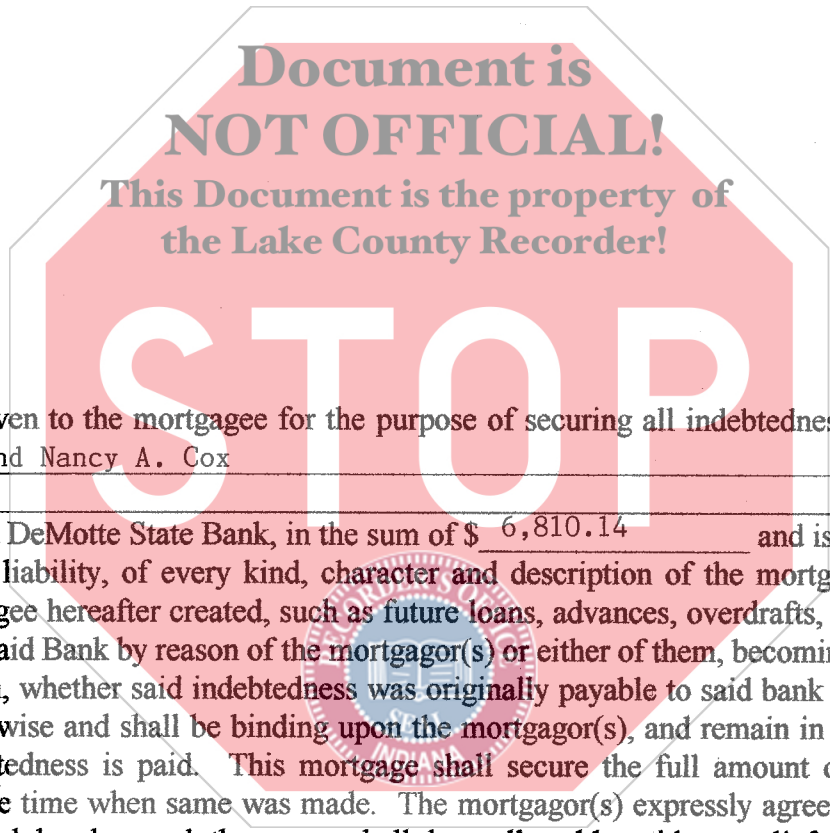 Document is
NOT OFFICIAL!
This Document is the property of
the Lake County Recorder!
STOP
ven to the mortgagee for the purpose of securing all indebtednes
nd Nancy A. Cox
DeMotte State Bank, in the sum of $ 6,810.14 and is
liability, of every kind, character and description of the mortg
gee hereafter created, such as future loans, advances, overdrafts,
aid Bank by reason of the mortgagor(s) or either of them, becomin
, whether said indebtedness was originally payable to said bank
wise and shall be binding upon the mortgagor(s), and remain in
tedness is paid. This mortgage shall secure the full amount o
e time when same was made. The mortgagor(s) expressly agree
RECORDER'S OFFICE
SEAL
INDIANA